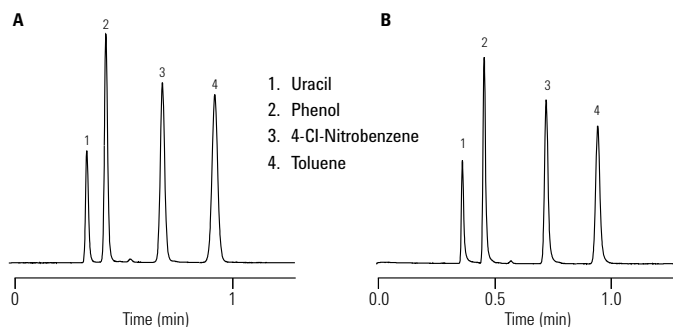 A
B
2
2
3
4
3
4
1
1
1. Uracil
2. Phenol
3. 4-Cl-Nitrobenzene
4. Toluene
0
1
Time (min)
0.0
0.5
1.0
Time (min)